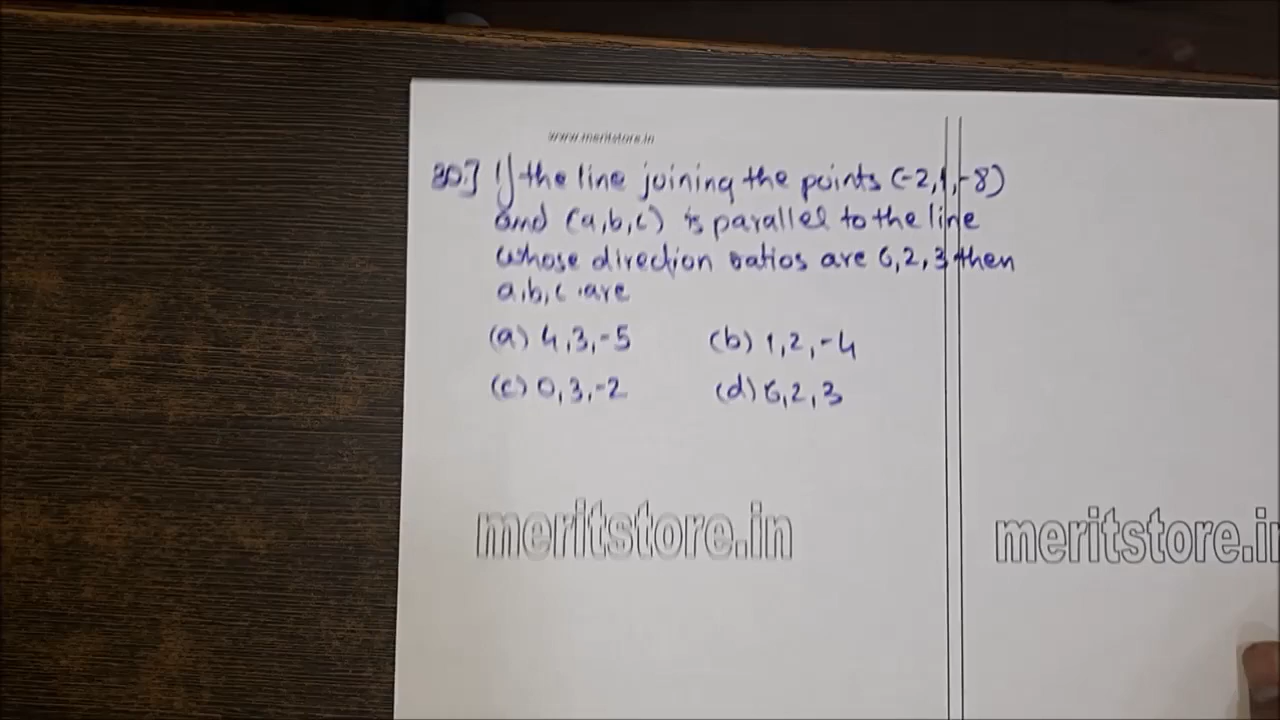 www.meritstore.in
30.] If the line joining the points (-2,1,-8)
and (a,b,c) is parallel to the line
whose direction ratios are 6,2,3 then
a,b,c are
(a) 4,3,-5 (b) 1,2,-4
(c) 0,3,-2 (d) 6,2,3
meritstore.in meritstore.in